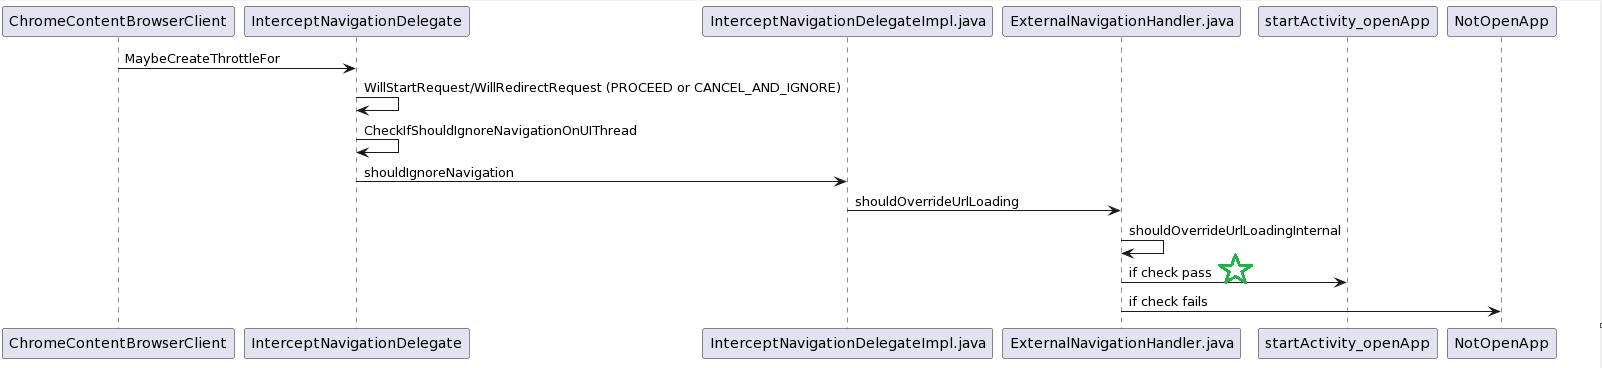 ChromeContentBrowserClient InterceptNavigationDelegate InterceptNavigationDelegateImpl.java ExternalNavigationHandler.java startActivity_openApp NotOpenApp
MaybeCreateThrottleFor
WillStartRequest/WillRedirectRequest (PROCEED or CANCEL_AND_IGNORE)
CheckIfShouldIgnoreNavigationOnUIThread
shouldIgnoreNavigation
shouldOverrideUrlLoading
shouldOverrideUrlLoadingInternal
if check pass
if check fails
ChromeContentBrowserClient InterceptNavigationDelegate InterceptNavigationDelegateImpl.java ExternalNavigationHandler.java startActivity_openApp NotOpenApp